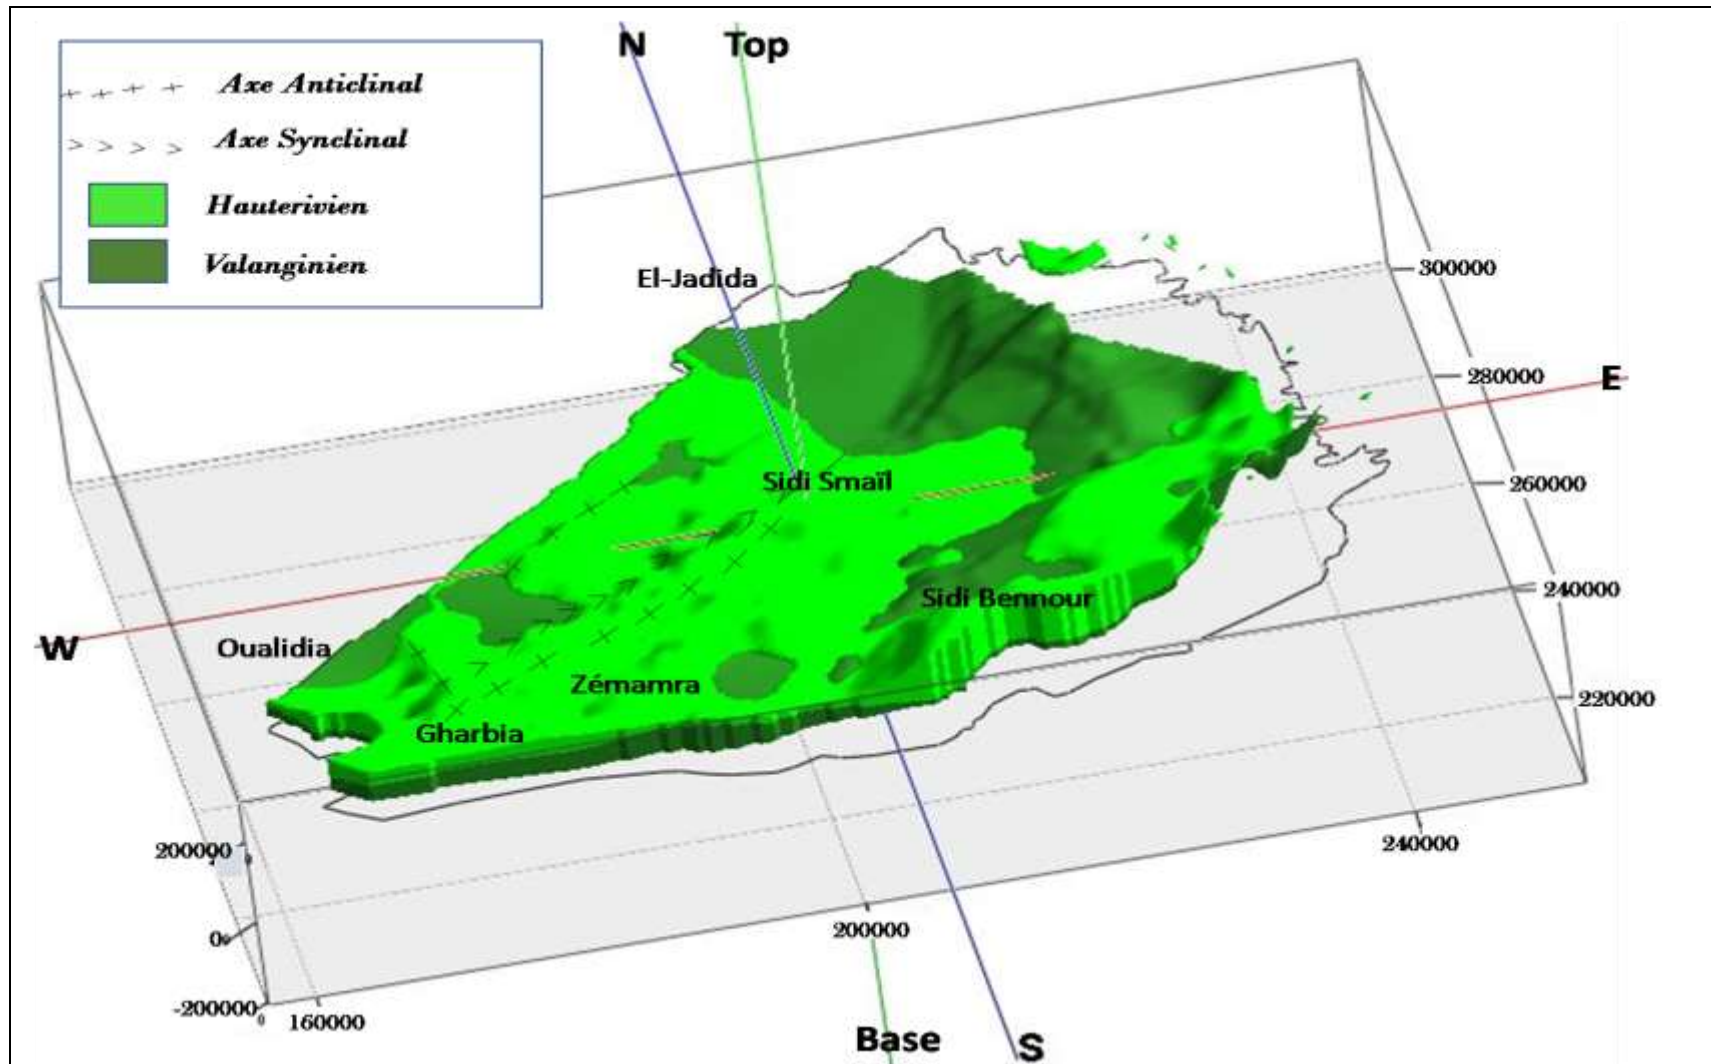 N
Top
Axe Anticlinal
Axe Synclinal
Hauterivien
Valanginien
El-Jadida
300000
280000
E
Sidi Smaïl
260000
Sidi Bennour
240000
W
Oualidia
Zémamra
220000
Gharbia
200000
240000
200000
0
-200000
0
160000
Base
S